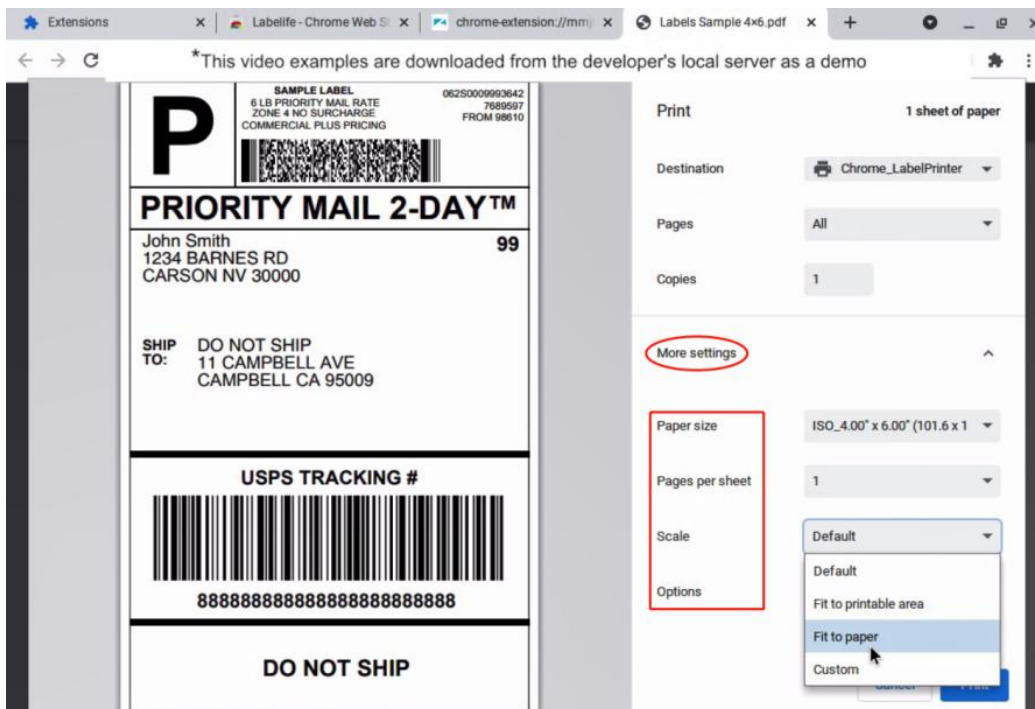 Extensions
Labelife - Chrome Web St
chrome-extension://mmj
Labels Sample 4×6.pdf
*This video examples are downloaded from the developer's local server as a demo
P
SAMPLE LABEL
6 LB PRIORITY MAIL RATE
ZONE 4 NO SURCHARGE
COMMERCIAL PLUS PRICING
062S0009993642
7689597
FROM 98610
PRIORITY MAIL 2-DAY™
John Smith
1234 BARNES RD
CARSON NV 30000
99
SHIP
TO:
DO NOT SHIP
11 CAMPBELL AVE
CAMPBELL CA 95009
USPS TRACKING #
88888888888888888888888888
DO NOT SHIP
Print
1 sheet of paper
Destination
Chrome_LabelPrinter
Pages
All
Copies
1
More settings
Paper size
ISO_4.00" x 6.00" (101.6 x 1
Pages per sheet
1
Scale
Default
Options
Default
Fit to printable area
Fit to paper
Custom
Cancel
Print